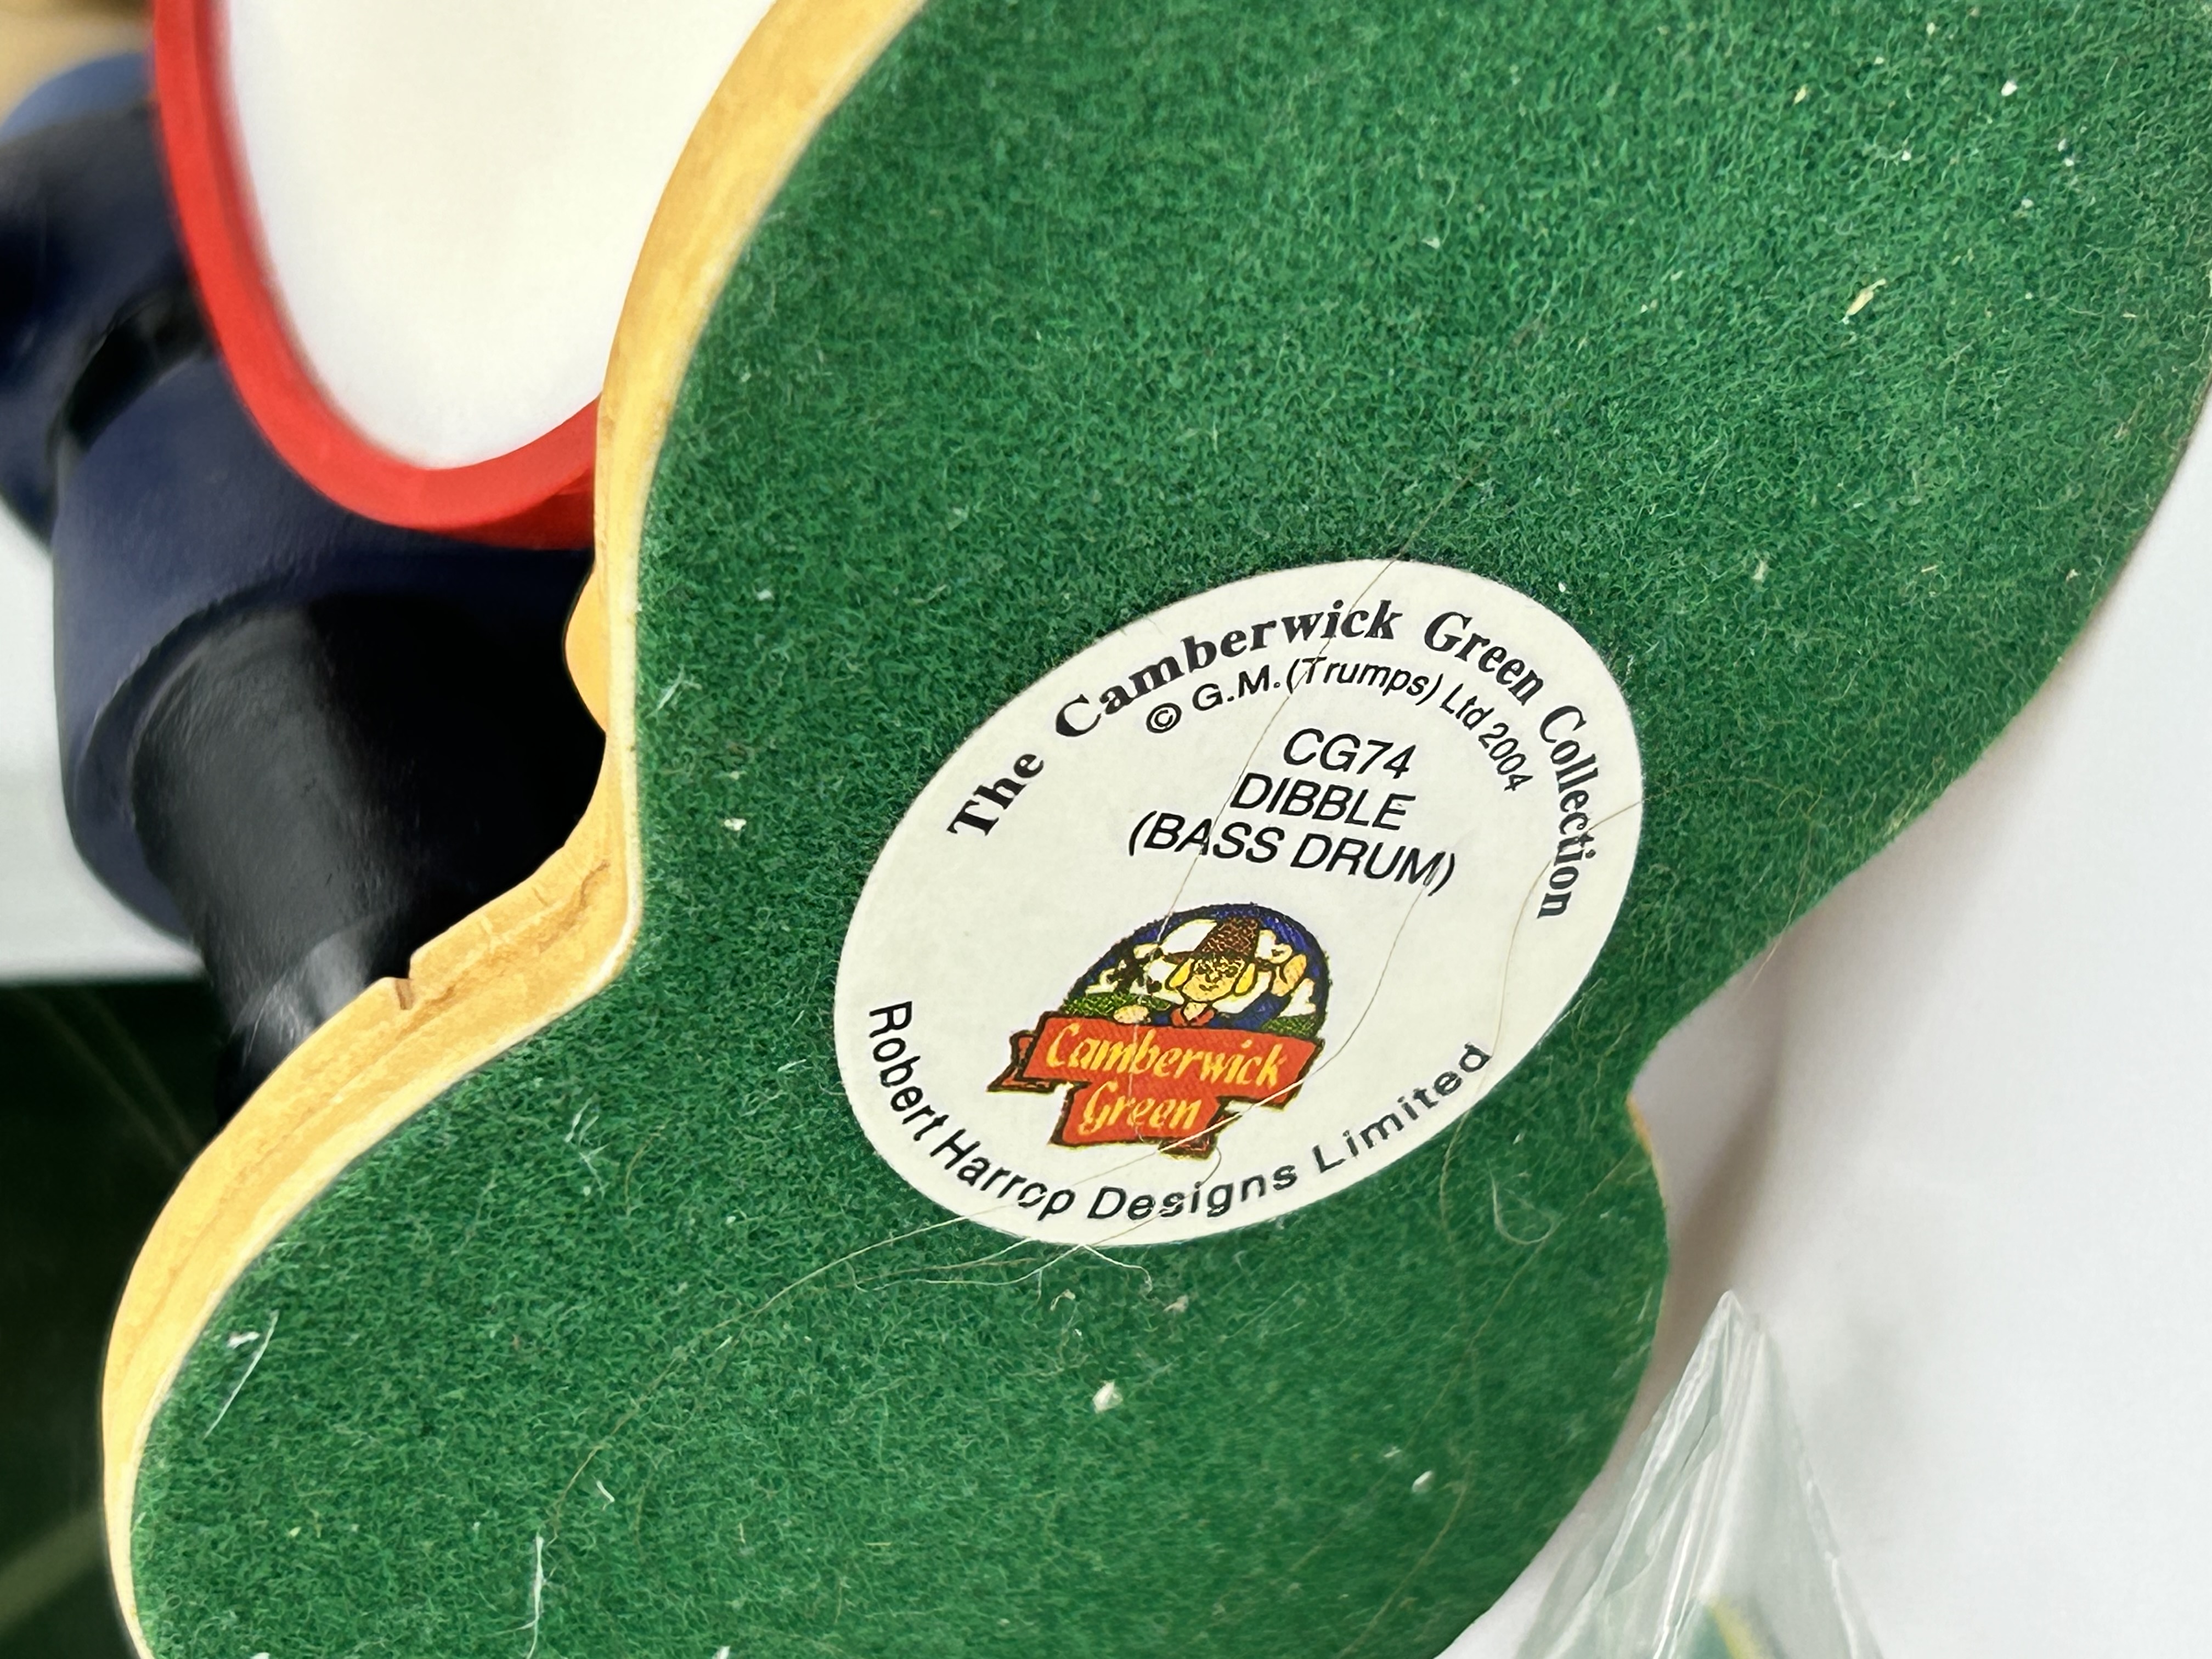 The Camberwick Green Collection
© G.M.(Trumps) Ltd 2004
CG74
DIBBLE
(BASS DRUM)
Camberwick
Green
Robert Harrop Designs Limited